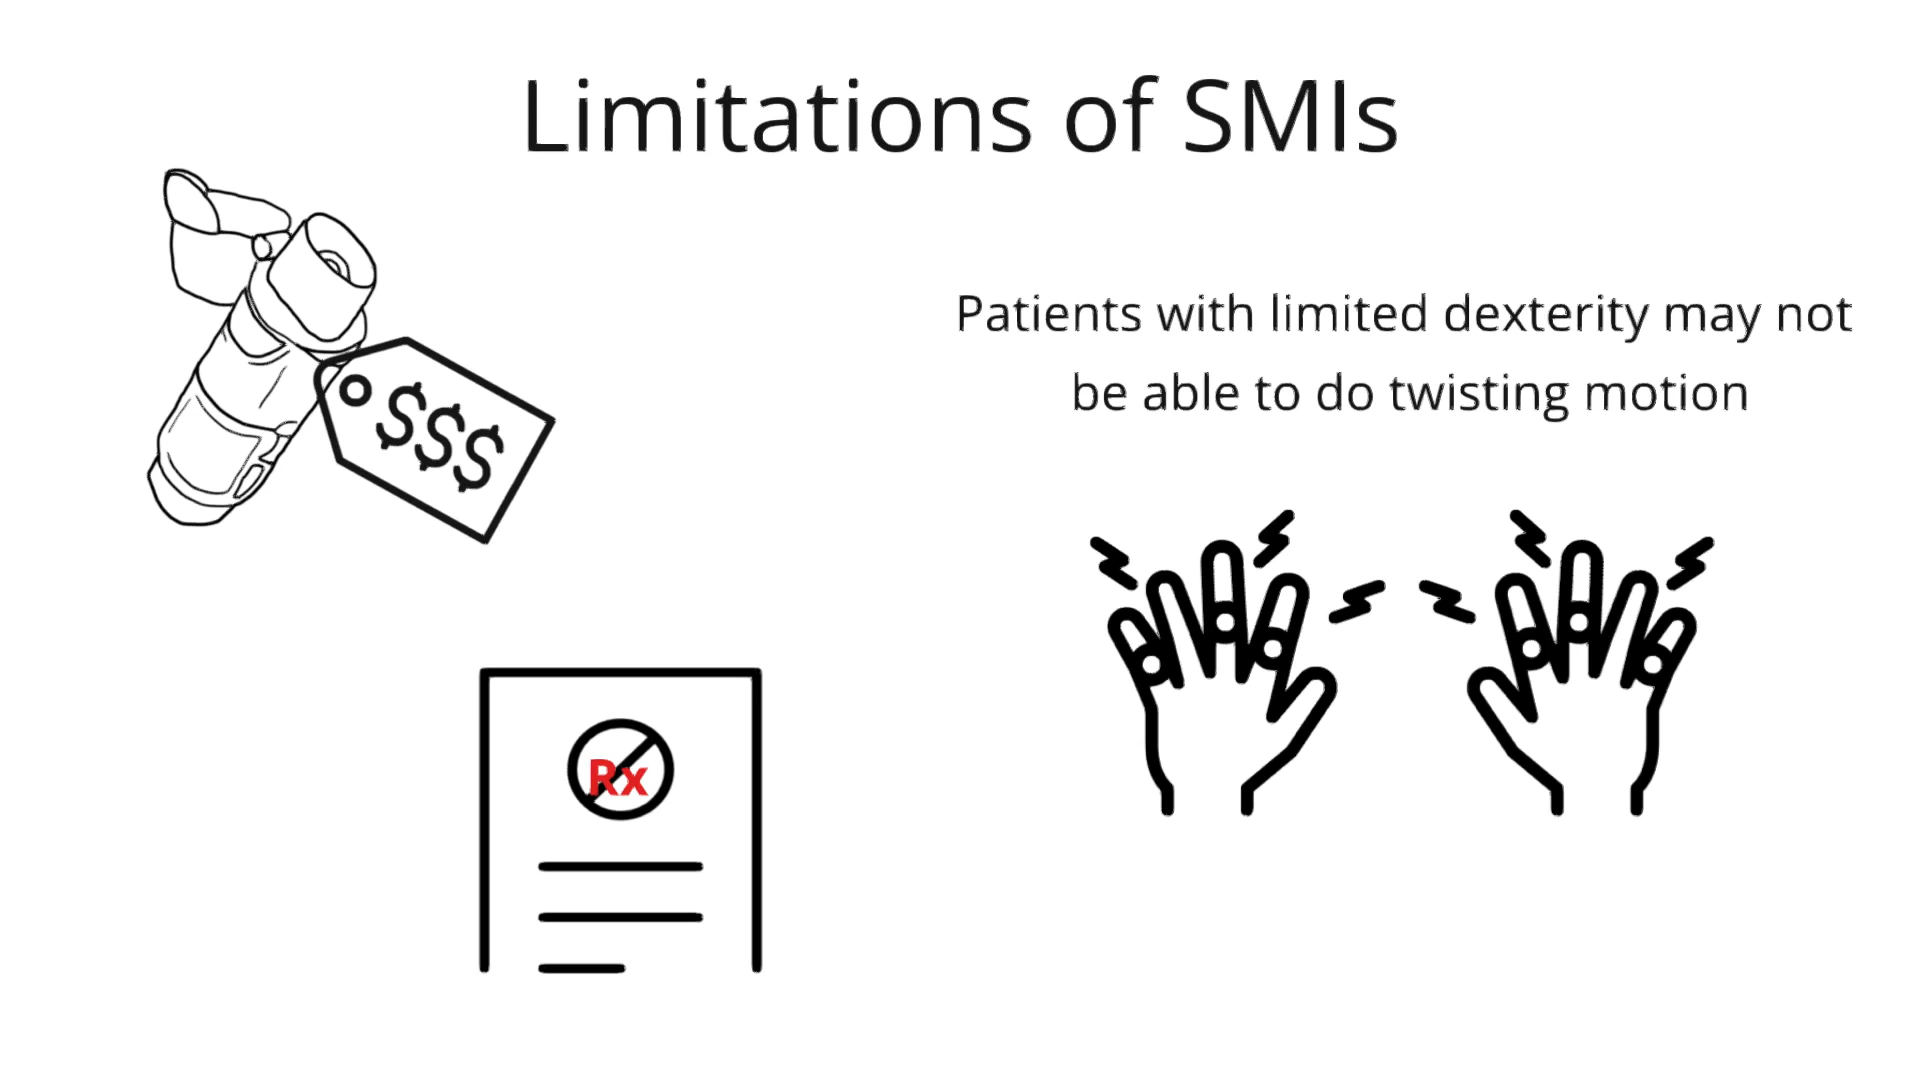 Limitations of SMIs
Patients with limited dexterity may not
be able to do twisting motion
$$$
Rx